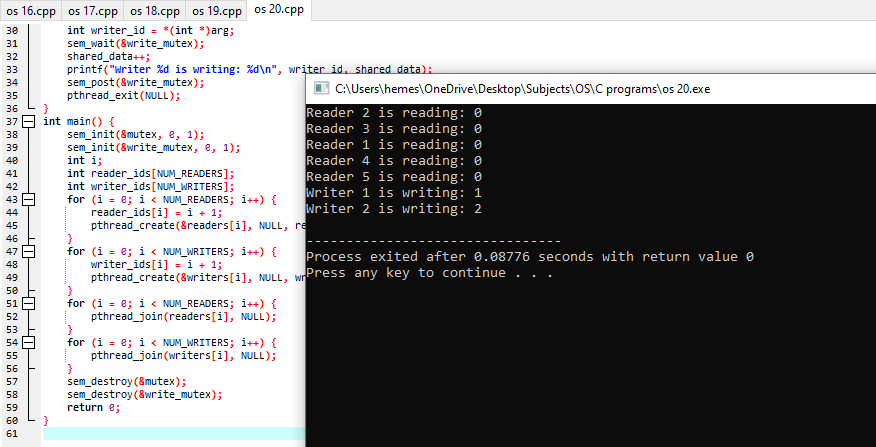 os 16.cpp os 17.cpp os 18.cpp os 19.cpp os 20.cpp
30 int writer_id = *(int *)arg;
31 sem_wait(&write_mutex);
32 shared_data++;
33 printf("Writer %d is writing: %d\n", writer_id, shared_data);
34 sem_post(&write_mutex);
35 pthread_exit(NULL);
36 }
37 int main() {
38 sem_init(&mutex, 0, 1);
39 sem_init(&write_mutex, 0, 1);
40 int i;
41 int reader_ids[NUM_READERS];
42 int writer_ids[NUM_WRITERS];
43 for (i = 0; i < NUM_READERS; i++) {
44 reader_ids[i] = i + 1;
45 pthread_create(&readers[i], NULL, re
46 }
47 for (i = 0; i < NUM_WRITERS; i++) {
48 writer_ids[i] = i + 1;
49 pthread_create(&writers[i], NULL, wr
50 }
51 for (i = 0; i < NUM_READERS; i++) {
52 pthread_join(readers[i], NULL);
53 }
54 for (i = 0; i < NUM_WRITERS; i++) {
55 pthread_join(writers[i], NULL);
56 }
57 sem_destroy(&mutex);
58 sem_destroy(&write_mutex);
59 return 0;
60 }
61
C:\Users\hemes\OneDrive\Desktop\Subjects\OS\C programs\os 20.exe
Reader 2 is reading: 0
Reader 3 is reading: 0
Reader 1 is reading: 0
Reader 4 is reading: 0
Reader 5 is reading: 0
Writer 1 is writing: 1
Writer 2 is writing: 2
--------------------------------
Process exited after 0.08776 seconds with return value 0
Press any key to continue . . .